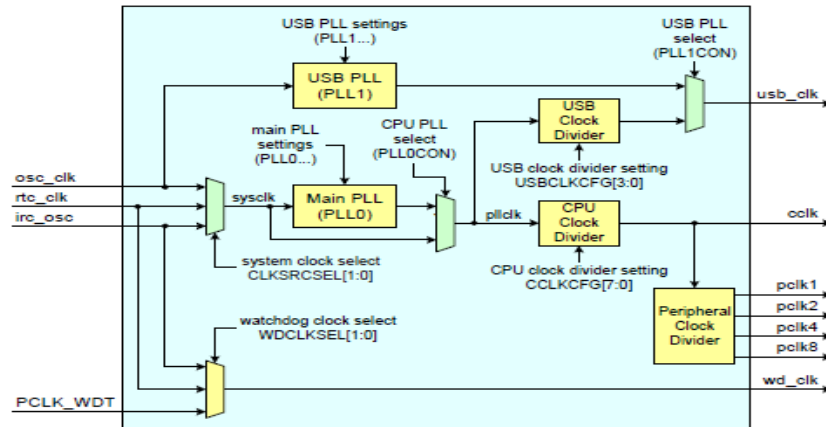 USB PLL settings
(PLL1...)
USB PLL
select
(PLL1CON)
USB PLL
(PLL1)
usb_clk
USB
Clock
Divider
main PLL
settings
(PLL0...)
CPU PLL
select
(PLL0CON)
USB clock divider setting
USBCLKCFG[3:0]
osc_clk
rtc_clk
irc_osc
sysclk
Main PLL
(PLL0)
pllclk
CPU
Clock
Divider
cclk
system clock select
CLKSRCSEL[1:0]
CPU clock divider setting
CCLKCFG[7:0]
Peripheral
Clock
Divider
pclk1
pclk2
pclk4
pclk8
watchdog clock select
WDCLKSEL[1:0]
PCLK_WDT
wd_clk